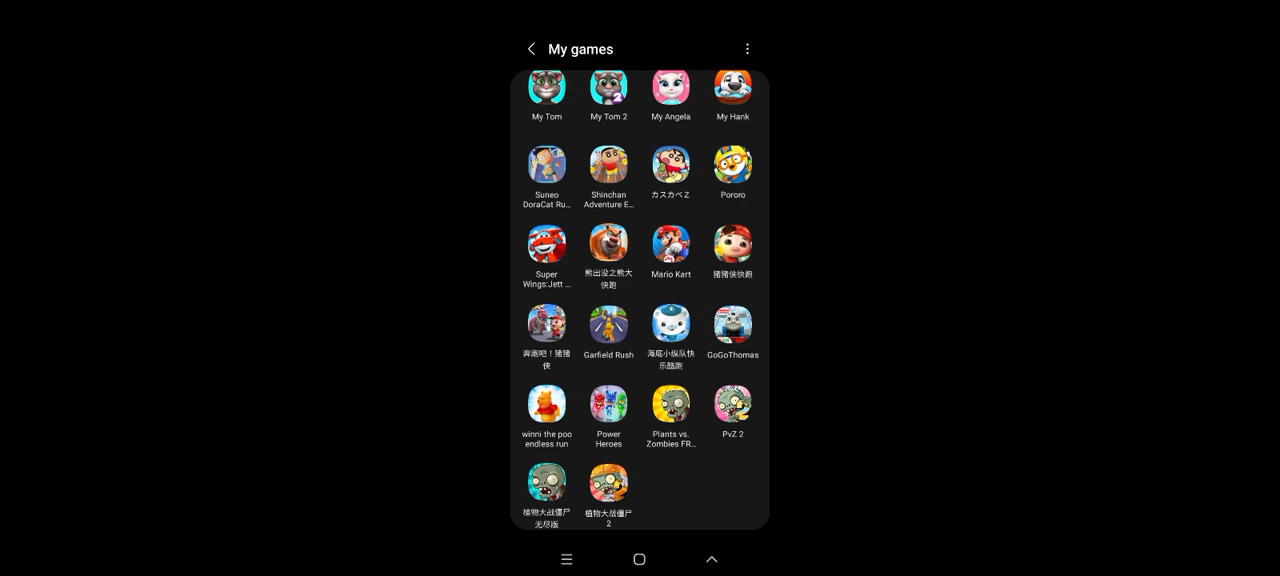 My games
My Tom
My Tom 2
My Angela
My Hank
Suneo
DoraCat Ru...
Shinchan
Adventure E...
カスカベ Z
Pororo
Super
Wings:Jett ...
熊出没之熊大
快跑
Mario Kart
猪猪侠快跑
奔跑吧！猪猪
侠
Garfield Rush
海底小纵队快
乐酷跑
GoGoThomas
winni the poo
endless run
Power
Heroes
Plants vs.
Zombies FR...
PvZ 2
植物大战僵尸
无尽版
植物大战僵尸
2